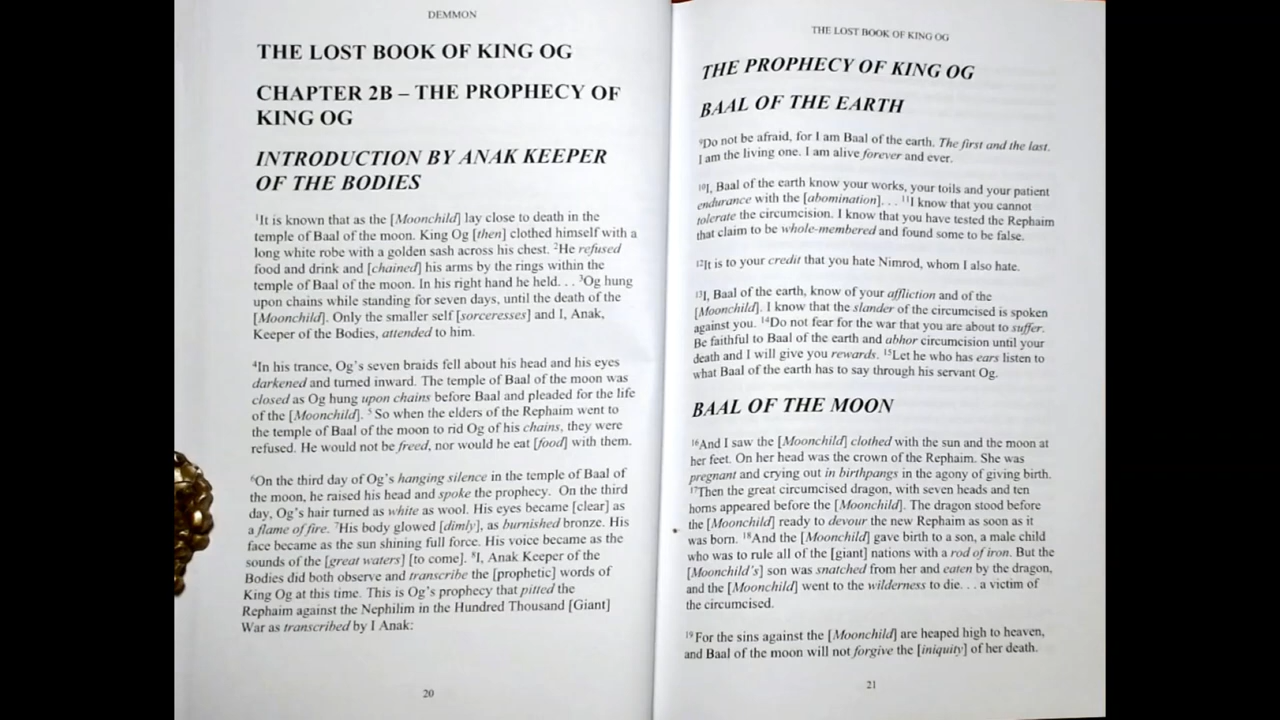 DEMMON
THE LOST BOOK OF KING OG
CHAPTER 2B – THE PROPHECY OF
KING OG
INTRODUCTION BY ANAK KEEPER
OF THE BODIES
¹It is known that as the [Moonchild] lay close to death in the
temple of Baal of the moon. King Og [then] clothed himself with a
long white robe with a golden sash across his chest. ²He refused
food and drink and [chained] his arms by the rings within the
temple of Baal of the moon. In his right hand he held. . . ³Og hung
upon chains while standing for seven days, until the death of the
[Moonchild]. Only the smaller self [sorceresses] and I, Anak,
Keeper of the Bodies, attended to him.
⁴In his trance, Og's seven braids fell about his head and his eyes
darkened and turned inward. The temple of Baal of the moon was
closed as Og hung upon chains before Baal and pleaded for the life
of the [Moonchild]. ⁵ So when the elders of the Rephaim went to
the temple of Baal of the moon to rid Og of his chains, they were
refused. He would not be freed, nor would he eat [food] with them.
⁶On the third day of Og's hanging silence in the temple of Baal of
the moon, he raised his head and spoke the prophecy. On the third
day, Og's hair turned as white as wool. His eyes became [clear] as
a flame of fire. ⁷His body glowed [dimly], as burnished bronze. His
face became as the sun shining full force. His voice became as the
sounds of the [great waters] [to come]. ⁸I, Anak Keeper of the
Bodies did both observe and transcribe the [prophetic] words of
King Og at this time. This is Og's prophecy that pitted the
Rephaim against the Nephilim in the Hundred Thousand [Giant]
War as transcribed by I Anak:
20
THE LOST BOOK OF KING OG
THE PROPHECY OF KING OG
BAAL OF THE EARTH
⁹Do not be afraid, for I am Baal of the earth. The first and the last.
I am the living one. I am alive forever and ever.
¹⁰I, Baal of the earth know your works, your toils and your patient
endurance with the [abomination]. . . ¹¹I know that you cannot
tolerate the circumcision. I know that you have tested the Rephaim
that claim to be whole-membered and found some to be false.
¹²It is to your credit that you hate Nimrod, whom I also hate.
¹³I, Baal of the earth, know of your affliction and of the
[Moonchild]. I know that the slander of the circumcised is spoken
against you. ¹⁴Do not fear for the war that you are about to suffer.
Be faithful to Baal of the earth and abhor circumcision until your
death and I will give you rewards. ¹⁵Let he who has ears listen to
what Baal of the earth has to say through his servant Og.
BAAL OF THE MOON
¹⁶And I saw the [Moonchild] clothed with the sun and the moon at
her feet. On her head was the crown of the Rephaim. She was
pregnant and crying out in birthpangs in the agony of giving birth.
¹⁷Then the great circumcised dragon, with seven heads and ten
horns appeared before the [Moonchild]. The dragon stood before
the [Moonchild] ready to devour the new Rephaim as soon as it
was born. ¹⁸And the [Moonchild] gave birth to a son, a male child
who was to rule all of the [giant] nations with a rod of iron. But the
[Moonchild's] son was snatched from her and eaten by the dragon,
and the [Moonchild] went to the wilderness to die. . . a victim of
the circumcised.
¹⁹For the sins against the [Moonchild] are heaped high to heaven,
and Baal of the moon will not forgive the [iniquity] of her death.
21